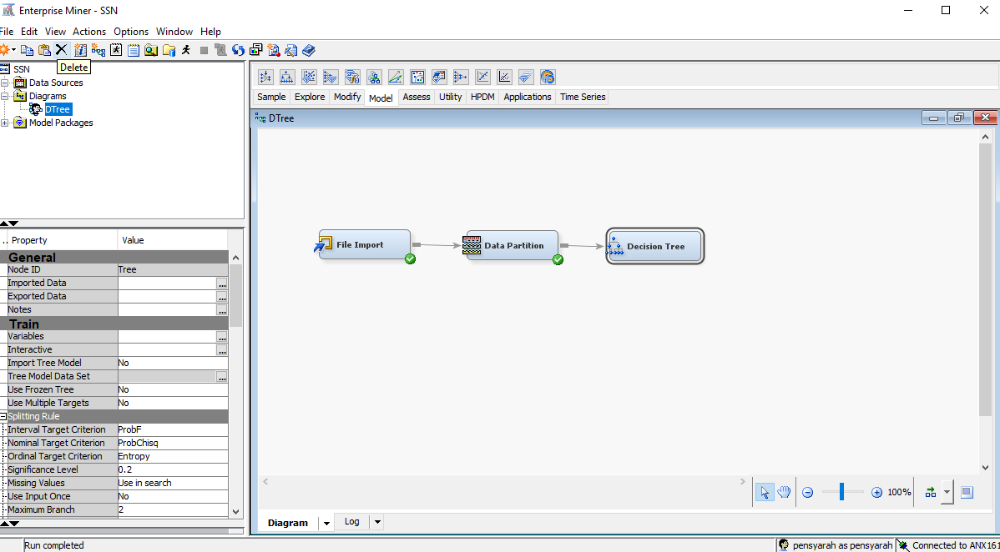 Enterprise Miner - SSN
File Edit View Actions Options Window Help
Delete
SSN
Data Sources
Diagrams
DTree
Model Packages
.. Property Value
General
Node ID Tree
Imported Data ...
Exported Data ...
Notes ...
Train
Variables ...
Interactive ...
Import Tree Model No
Tree Model Data Set ...
Use Frozen Tree No
Use Multiple Targets No
Splitting Rule
Interval Target Criterion ProbF
Nominal Target Criterion ProbChisq
Ordinal Target Criterion Entropy
Significance Level 0.2
Missing Values Use in search
Use Input Once No
Maximum Branch 2
Sample Explore Modify Model Assess Utility HPDM Applications Time Series
DTree
File Import
Data Partition
Decision Tree
100%
Diagram Log
Run completed
pensyarah as pensyarah
Connected to ANX161